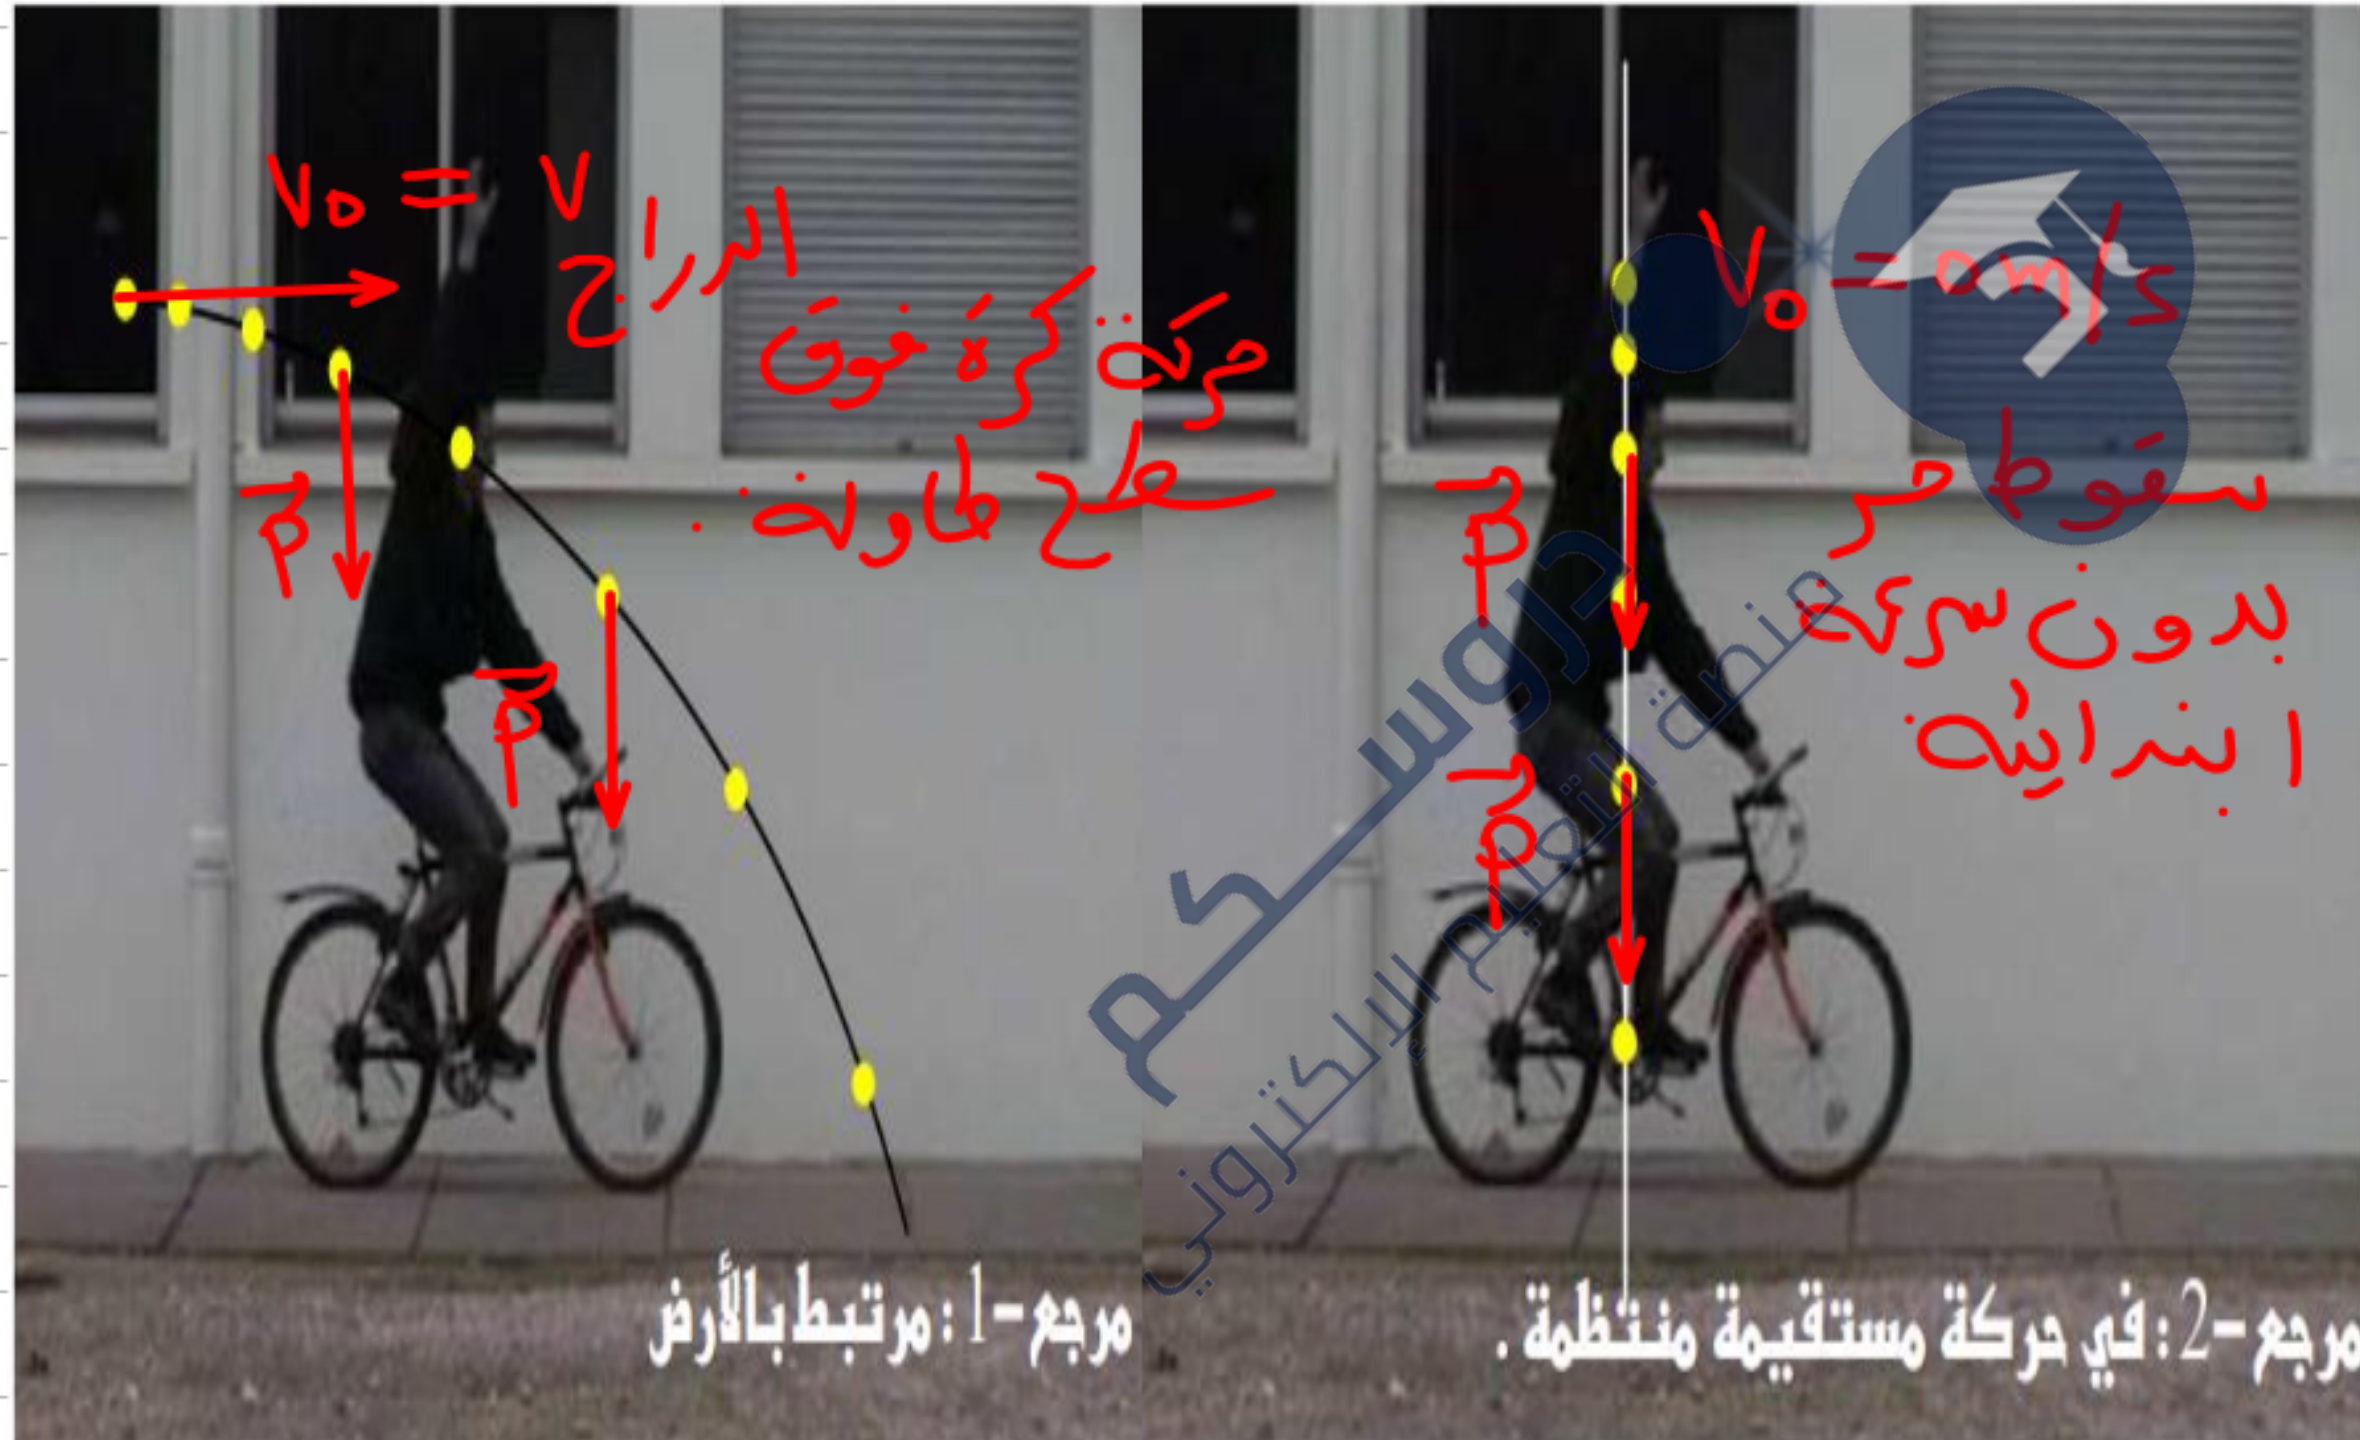 V₀ = V
الدراج
حركة كرة فوق
سطح طاولة .
P
P
مرجع-1 : مرتبط بالأرض
V₀ = 0m/s
سقوط حر
بدون سرعة
ابتدائية
P
P
مرجع-2 : في حركة مستقيمة منتظمة .
دروسكم
منصة التعليم الإلكتروني